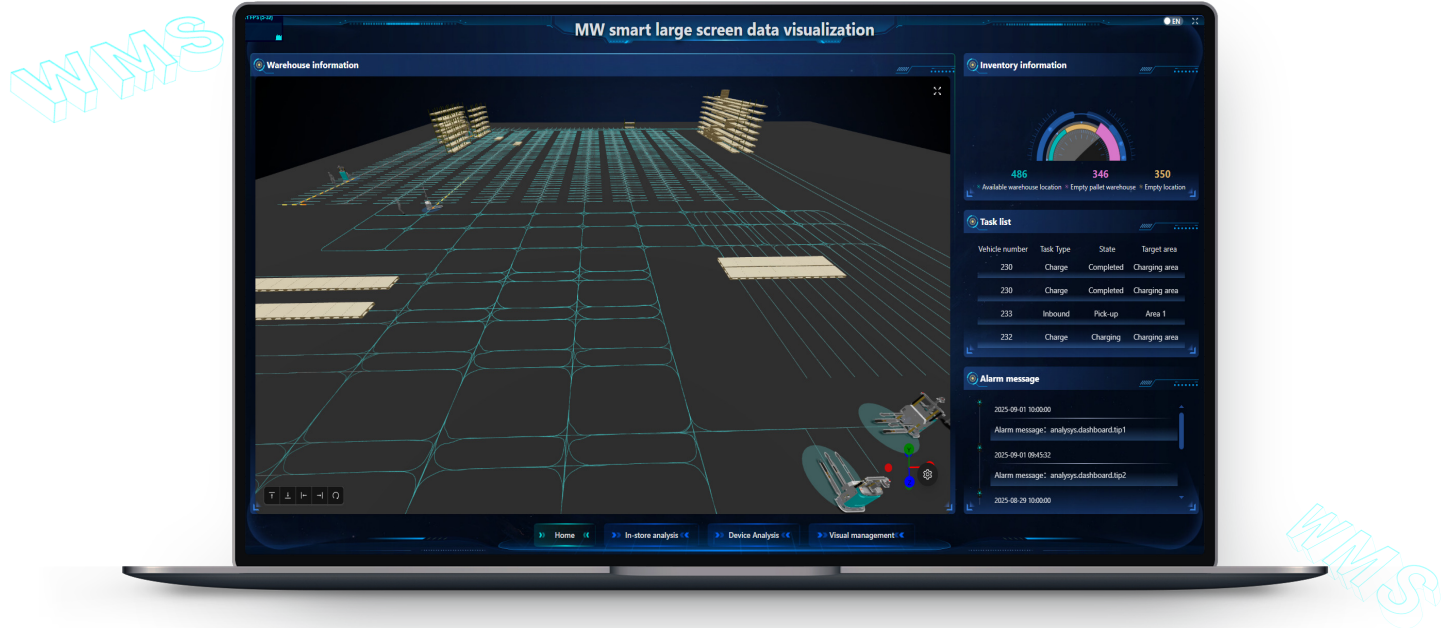 WMS
7 FPS (5-32)
MW smart large screen data visualization
EN
Warehouse information
Inventory information
486 346 350
Available warehouse location Empty pallet warehouse Empty location
Task list
Vehicle number Task Type State Target area
230 Charge Completed Charging area
230 Charge Completed Charging area
233 Inbound Pick-up Area 1
232 Charge Charging Charging area
Alarm message
2025-09-01 10:00:00
Alarm message: analysys.dashboard.tip1
2025-09-01 09:45:32
Alarm message: analysys.dashboard.tip2
2025-08-29 10:00:00
Home In-store analysis Device Analysis Visual management
WMS